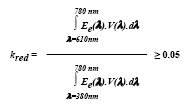 780 nm
∫ E_e(λ).V(λ).dλ
λ=610nm
k_red = ≥ 0.05
780 nm
∫ E_e(λ).V(λ).dλ
λ=380nm